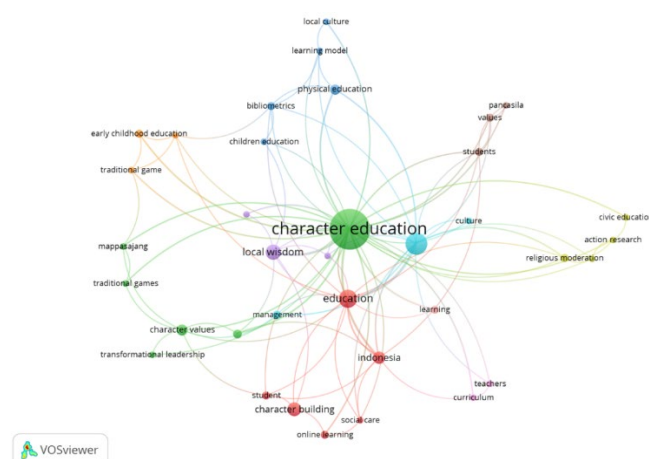 local culture
learning model
physical education
bibliometrics
pancasila
values
early childhood education
children education
students
traditional game
character education
culture
civic educatio
action research
mappasajang
local wisdom
religious moderation
traditional games
education
management
learning
character values
transformational leadership
indonesia
teachers
student
curriculum
character building
social care
online learning
VOSviewer